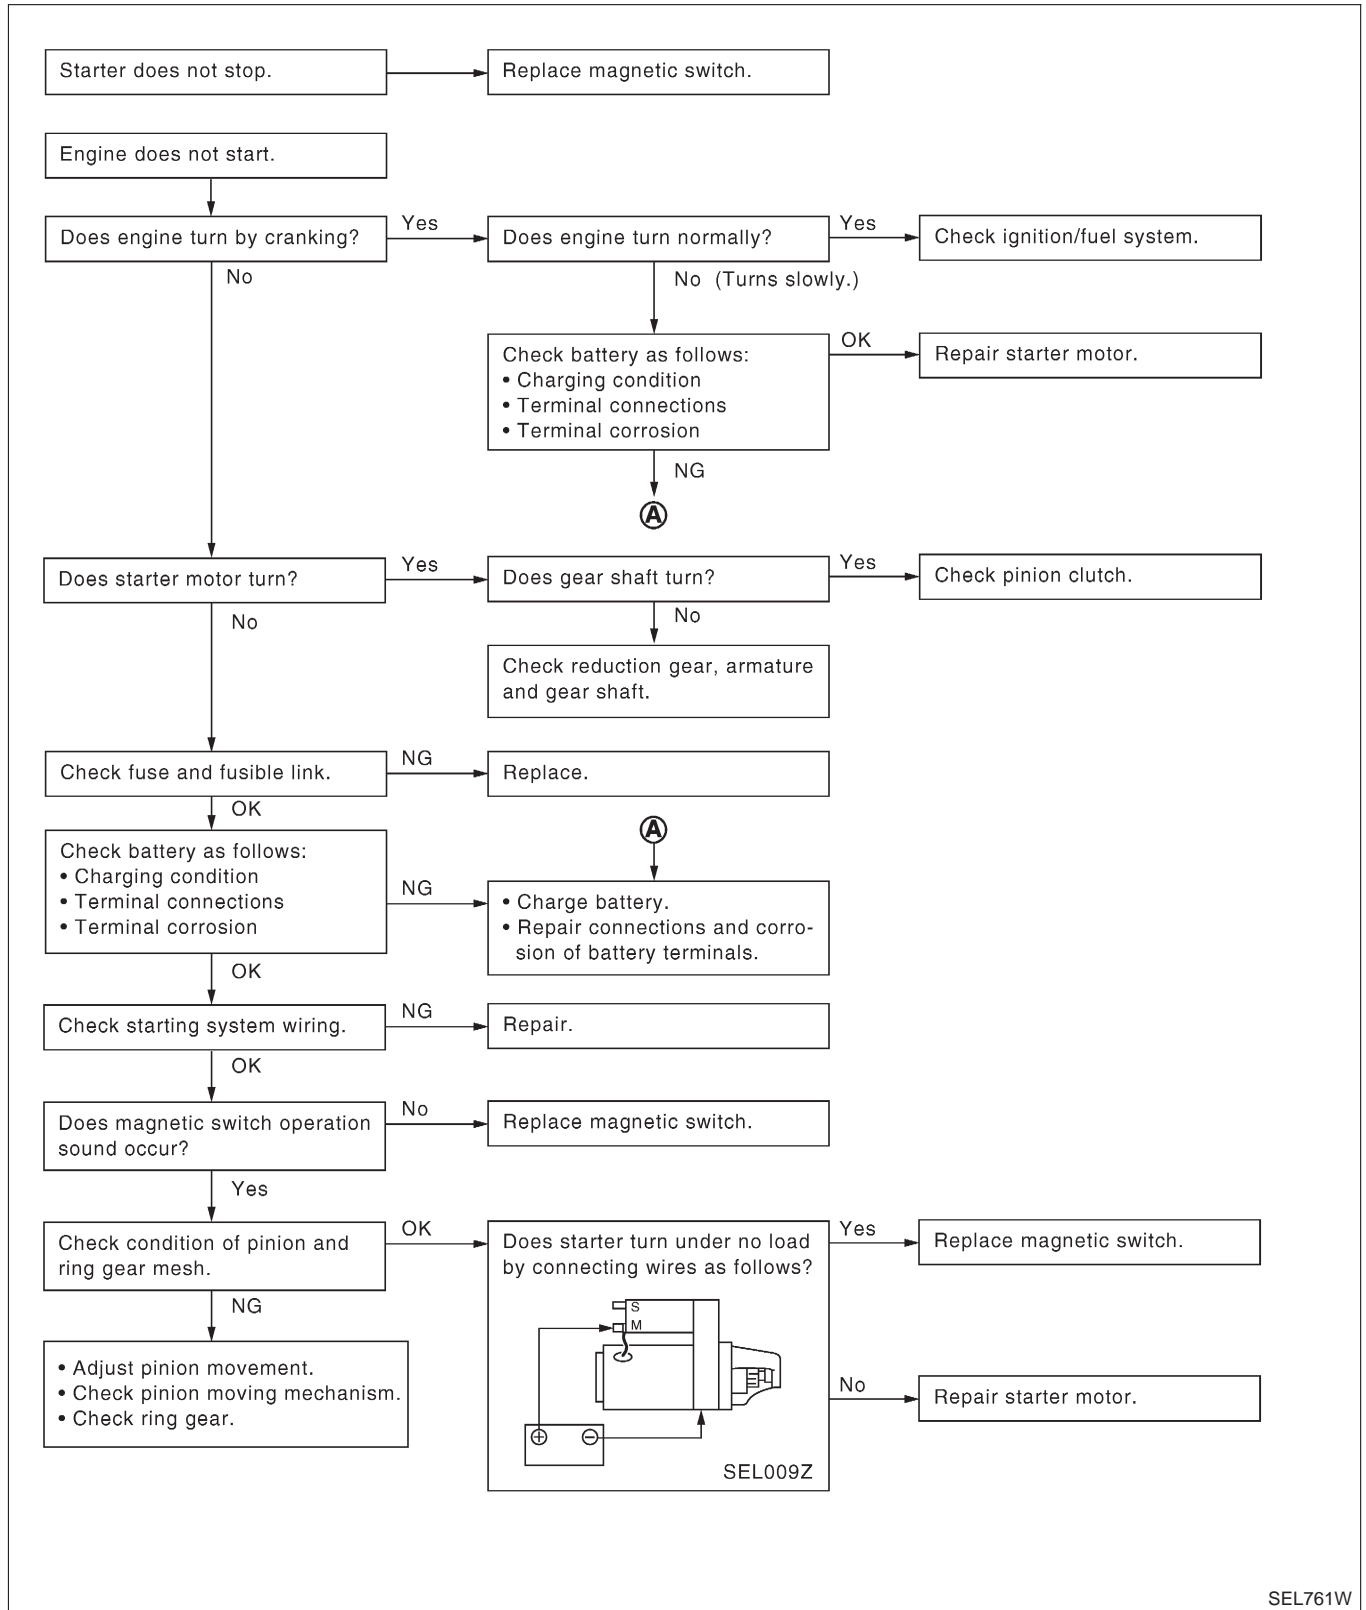 Starter does not stop.
Replace magnetic switch.
Engine does not start.
Does engine turn by cranking?
Yes
Does engine turn normally?
Yes
Check ignition/fuel system.
No
No (Turns slowly.)
Check battery as follows:
• Charging condition
• Terminal connections
• Terminal corrosion
OK
Repair starter motor.
NG
A
Does starter motor turn?
Yes
Does gear shaft turn?
Yes
Check pinion clutch.
No
No
Check reduction gear, armature
and gear shaft.
Check fuse and fusible link.
NG
Replace.
OK
Check battery as follows:
• Charging condition
• Terminal connections
• Terminal corrosion
NG
A
• Charge battery.
• Repair connections and corro-
sion of battery terminals.
OK
Check starting system wiring.
NG
Repair.
OK
Does magnetic switch operation
sound occur?
No
Replace magnetic switch.
Yes
Check condition of pinion and
ring gear mesh.
OK
Does starter turn under no load
by connecting wires as follows?
Yes
Replace magnetic switch.
S
M
+ −
SEL009Z
No
Repair starter motor.
NG
• Adjust pinion movement.
• Check pinion moving mechanism.
• Check ring gear.
SEL761W